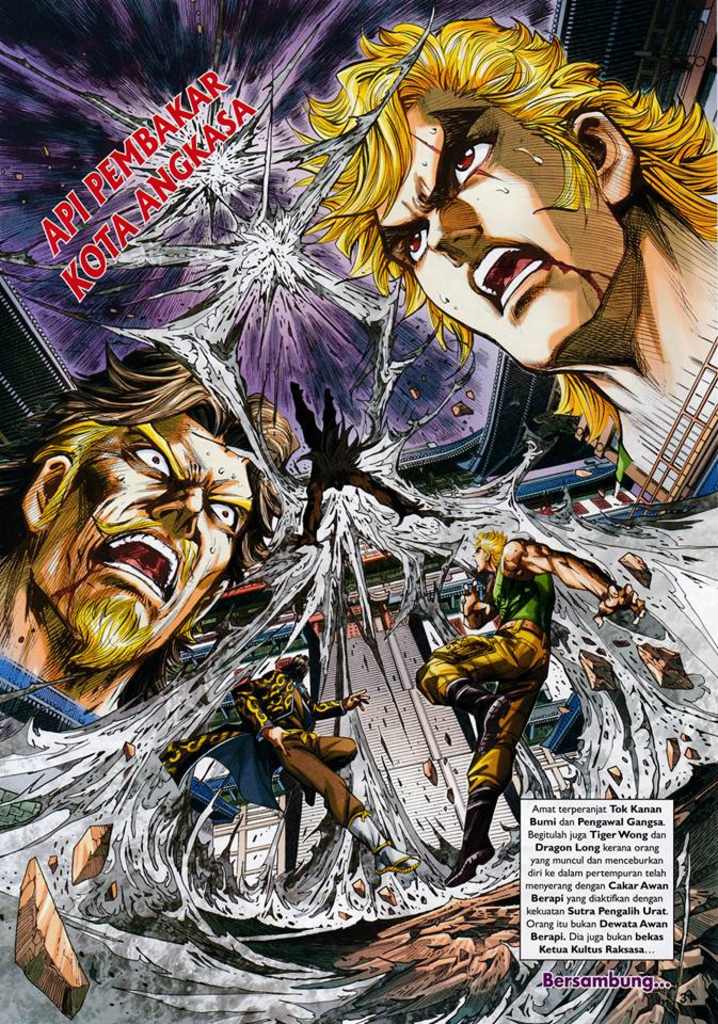 API PEMBAKAR
KOTA ANGKASA
Amat terperanjat Tok Kanan
Bumi dan Pengawal Gangsa.
Begitulah juga Tiger Wong dan
Dragon Long kerana orang
yang muncul dan menceburkan
diri ke dalam pertempuran telah
menyerang dengan Cakar Awan
Berapi yang diaktifkan dengan
kekuatan Sutra Pengalih Urat.
Orang itu bukan Dewata Awan
Berapi. Dia juga bukan bekas
Ketua Kultus Raksasa...
Bersambung...